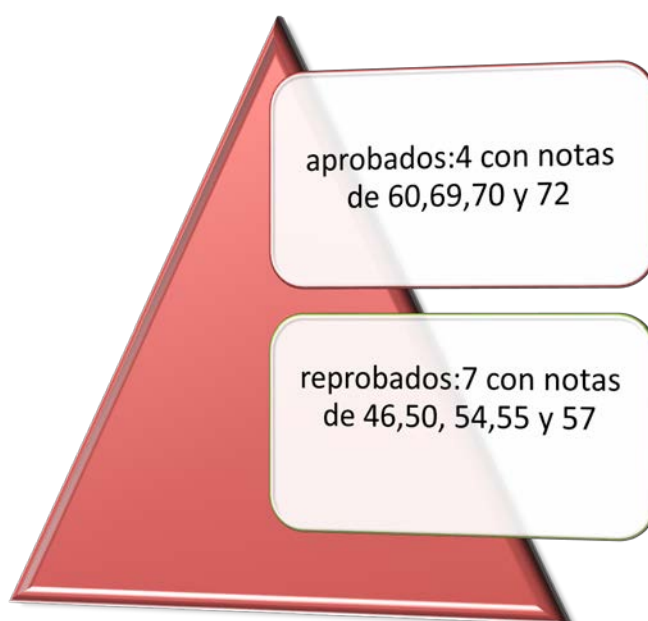 aprobados:4 con notas
de 60,69,70 y 72
reprobados:7 con notas
de 46,50, 54,55 y 57